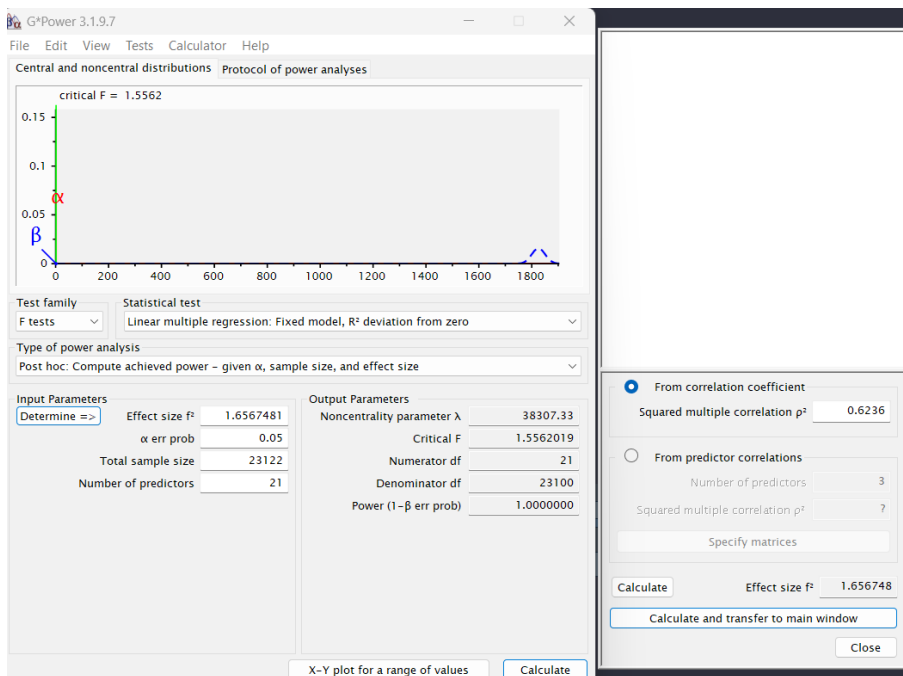 G*Power 3.1.9.7
File Edit View Tests Calculator Help
Central and noncentral distributions Protocol of power analyses
critical F = 1.5562
0.15
0.1
α
0.05
β
0
0 200 400 600 800 1000 1200 1400 1600 1800
Test family Statistical test
F tests Linear multiple regression: Fixed model, R² deviation from zero
Type of power analysis
Post hoc: Compute achieved power – given α, sample size, and effect size
Input Parameters
Determine => Effect size f² 1.6567481
α err prob 0.05
Total sample size 23122
Number of predictors 21
Output Parameters
Noncentrality parameter λ 38307.33
Critical F 1.5562019
Numerator df 21
Denominator df 23100
Power (1–β err prob) 1.0000000
X–Y plot for a range of values Calculate
From correlation coefficient
Squared multiple correlation ρ² 0.6236
From predictor correlations
Number of predictors 3
Squared multiple correlation ρ² ?
Specify matrices
Calculate Effect size f² 1.656748
Calculate and transfer to main window
Close